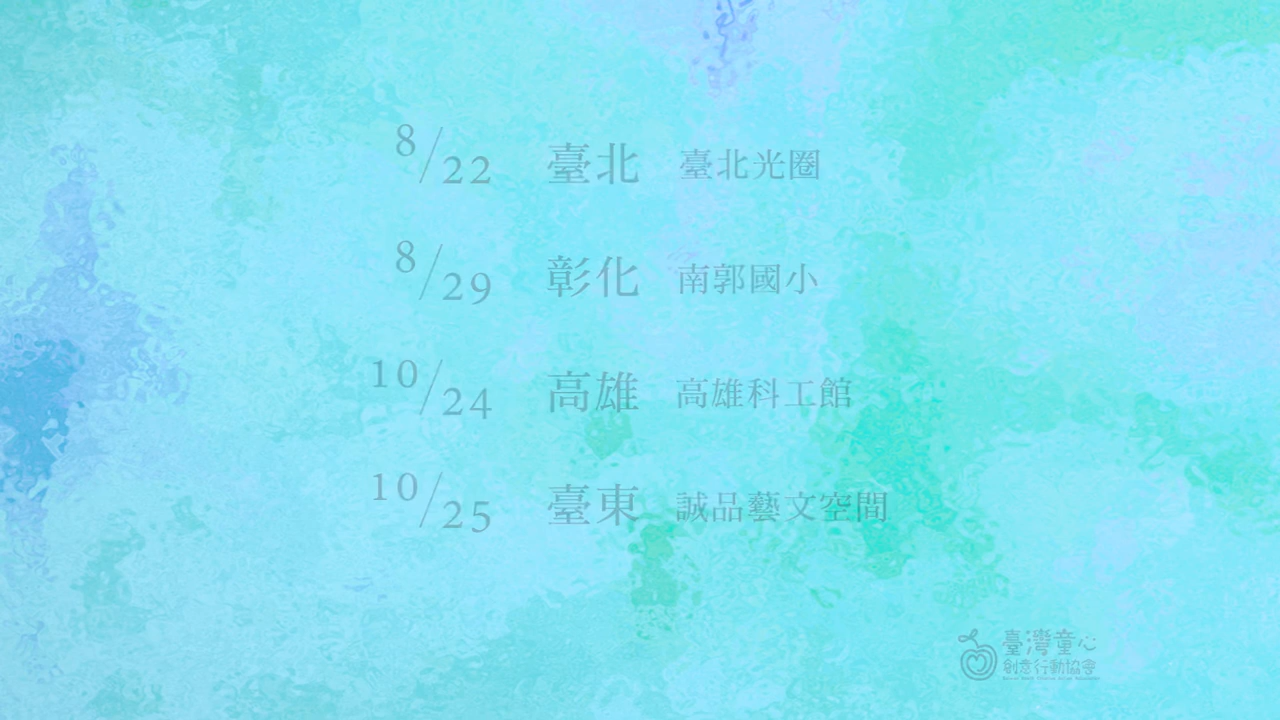 8/22 臺北 臺北光圈
8/29 彰化 南郭國小
10/24 高雄 高雄科工館
10/25 臺東 誠品藝文空間
臺灣童心
創意行動協會